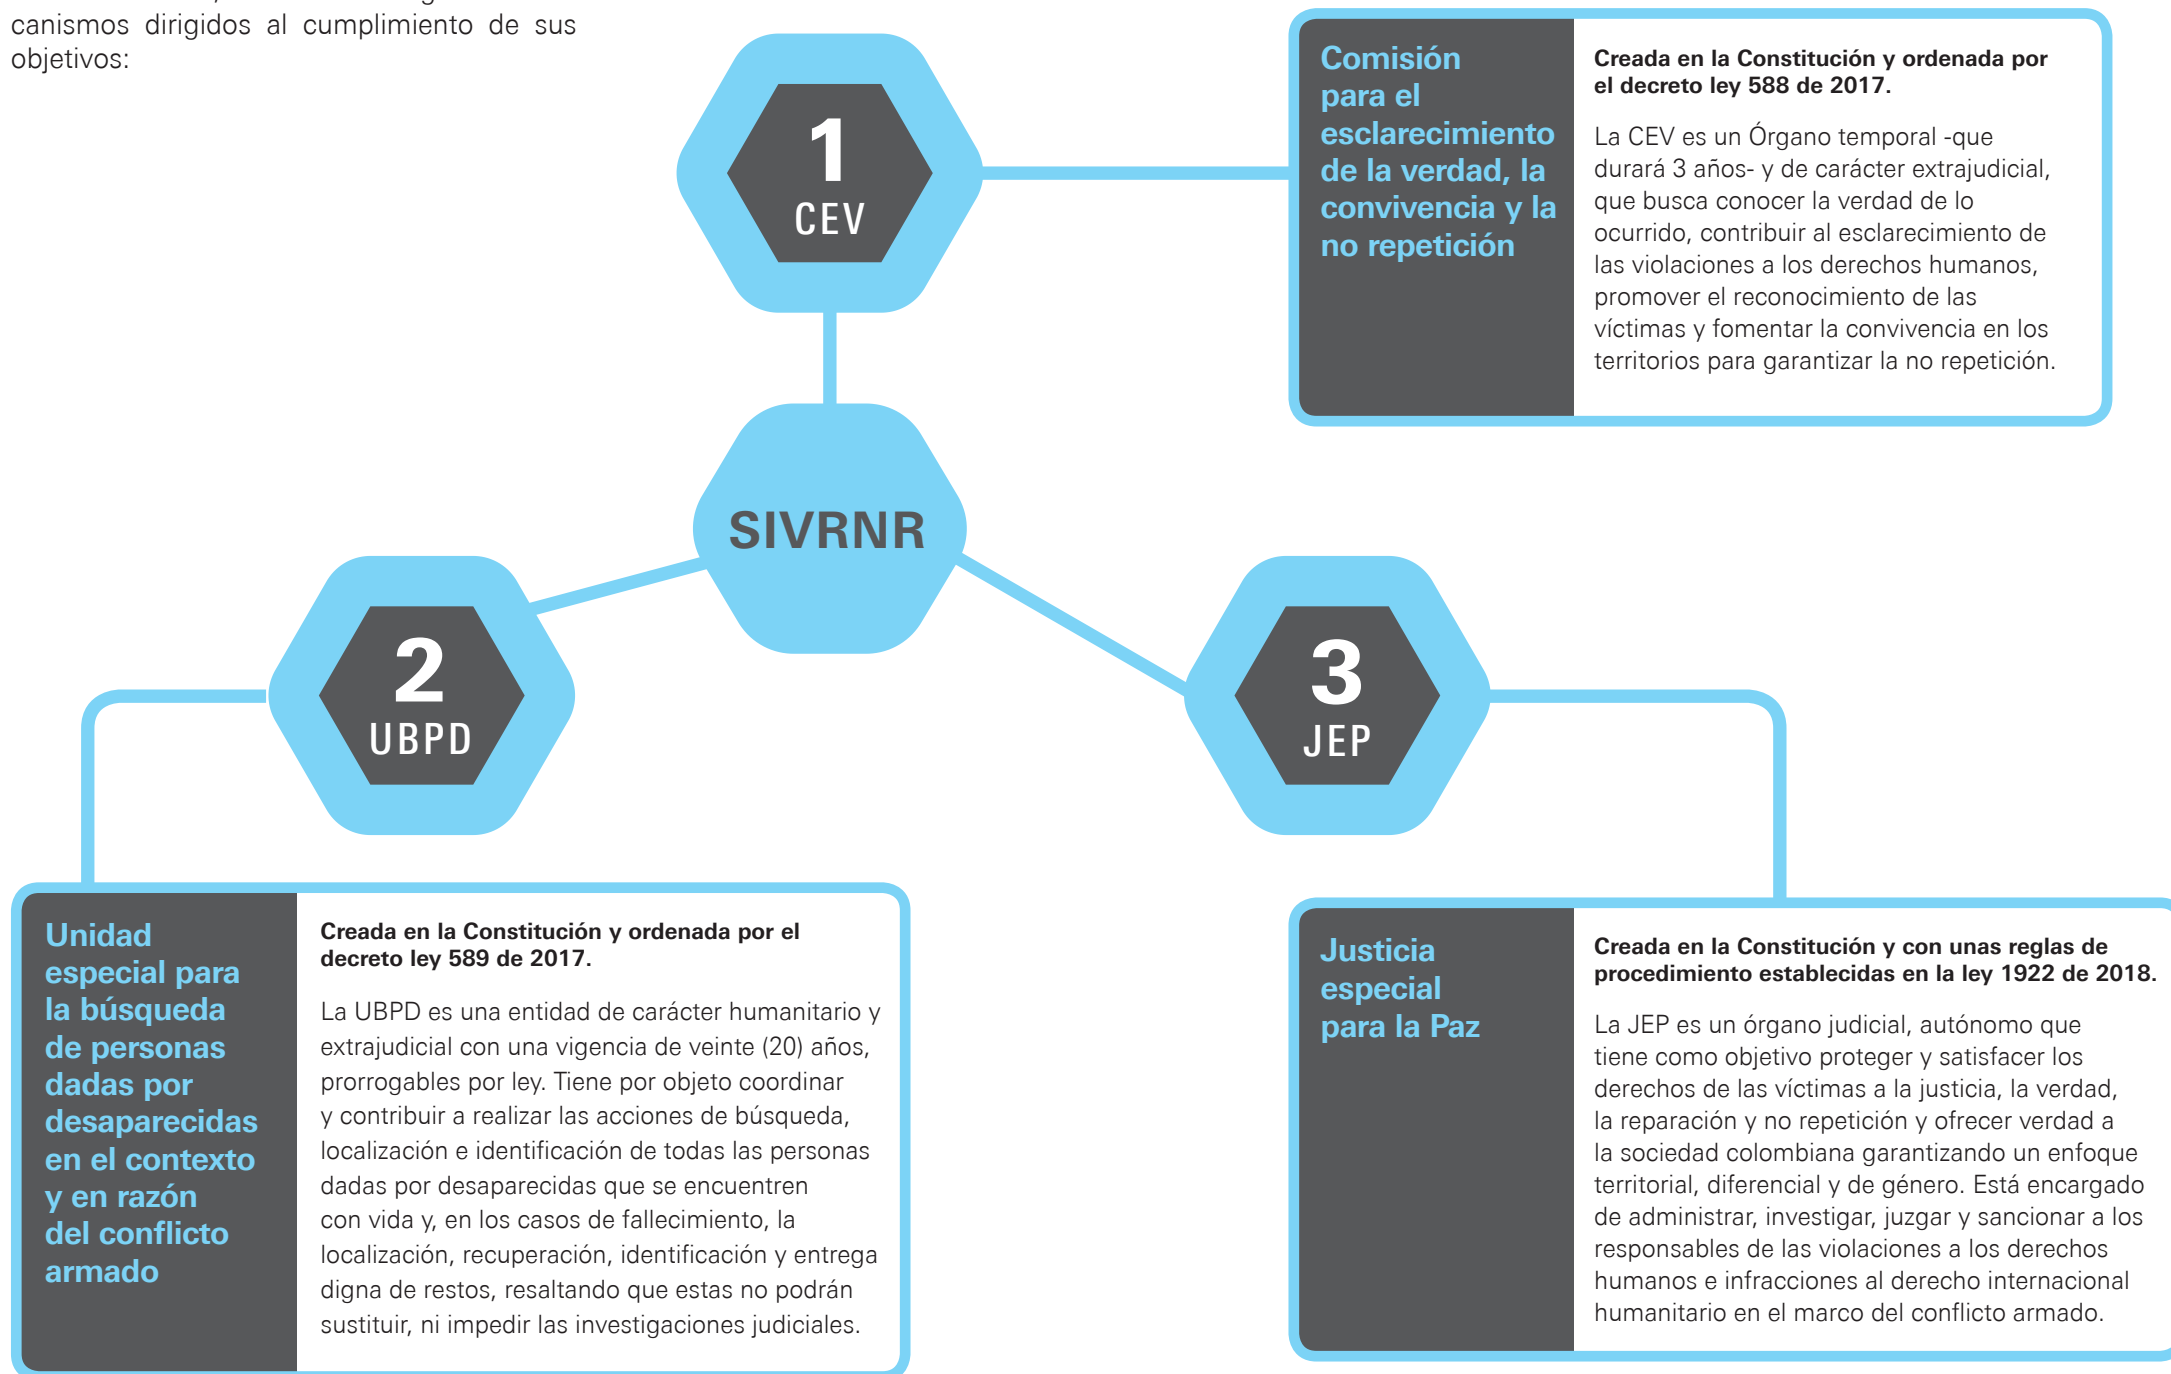 canismos dirigidos al cumplimiento de sus
objetivos:
1
CEV
Comisión
para el
esclarecimiento
de la verdad, la
convivencia y la
no repetición
Creada en la Constitución y ordenada por
el decreto ley 588 de 2017.
La CEV es un Órgano temporal -que
durará 3 años- y de carácter extrajudicial,
que busca conocer la verdad de lo
ocurrido, contribuir al esclarecimiento de
las violaciones a los derechos humanos,
promover el reconocimiento de las
víctimas y fomentar la convivencia en los
territorios para garantizar la no repetición.
SIVRNR
2
UBPD
3
JEP
Unidad
especial para
la búsqueda
de personas
dadas por
desaparecidas
en el contexto
y en razón
del conflicto
armado
Creada en la Constitución y ordenada por el
decreto ley 589 de 2017.
La UBPD es una entidad de carácter humanitario y
extrajudicial con una vigencia de veinte (20) años,
prorrogables por ley. Tiene por objeto coordinar
y contribuir a realizar las acciones de búsqueda,
localización e identificación de todas las personas
dadas por desaparecidas que se encuentren
con vida y, en los casos de fallecimiento, la
localización, recuperación, identificación y entrega
digna de restos, resaltando que estas no podrán
sustituir, ni impedir las investigaciones judiciales.
Justicia
especial
para la Paz
Creada en la Constitución y con unas reglas de
procedimiento establecidas en la ley 1922 de 2018.
La JEP es un órgano judicial, autónomo que
tiene como objetivo proteger y satisfacer los
derechos de las víctimas a la justicia, la verdad,
la reparación y no repetición y ofrecer verdad a
la sociedad colombiana garantizando un enfoque
territorial, diferencial y de género. Está encargado
de administrar, investigar, juzgar y sancionar a los
responsables de las violaciones a los derechos
humanos e infracciones al derecho internacional
humanitario en el marco del conflicto armado.